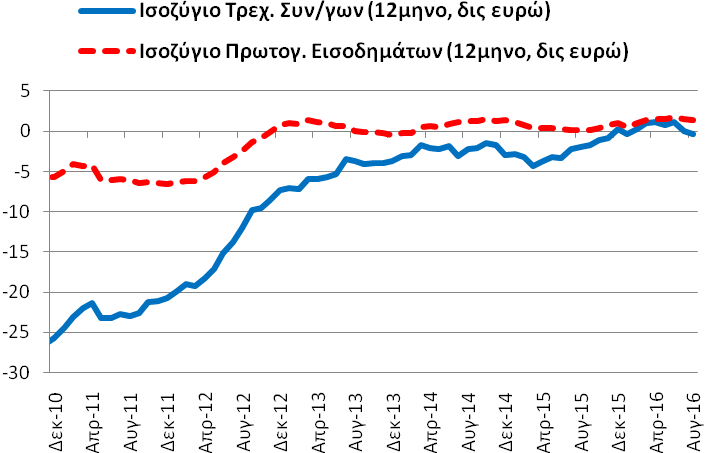 Ισοζύγιο Τρεχ. Συν/γων (12μηνο, δις ευρώ)
Ισοζύγιο Πρωτογ. Εισοδημάτων (12μηνο, δις ευρώ)
5
0
-5
-10
-15
-20
-25
-30
Δεκ-10
Απρ-11
Αυγ-11
Δεκ-11
Απρ-12
Αυγ-12
Δεκ-12
Απρ-13
Αυγ-13
Δεκ-13
Απρ-14
Αυγ-14
Δεκ-14
Απρ-15
Αυγ-15
Δεκ-15
Απρ-16
Αυγ-16